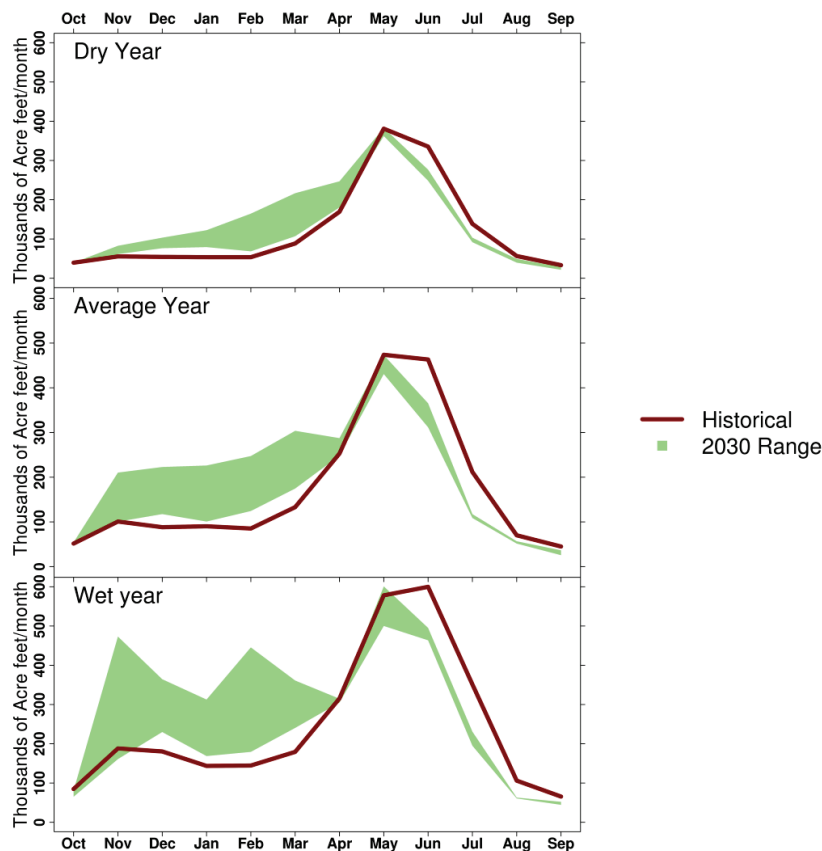 Oct Nov Dec Jan Feb Mar Apr May Jun Jul Aug Sep
Dry Year
Thousands of Acre feet/month
600
500
400
300
200
100
0
Average Year
Thousands of Acre feet/month
600
500
400
300
200
100
0
Historical
2030 Range
Wet year
Thousands of Acre feet/month
600
500
400
300
200
100
0
Oct Nov Dec Jan Feb Mar Apr May Jun Jul Aug Sep